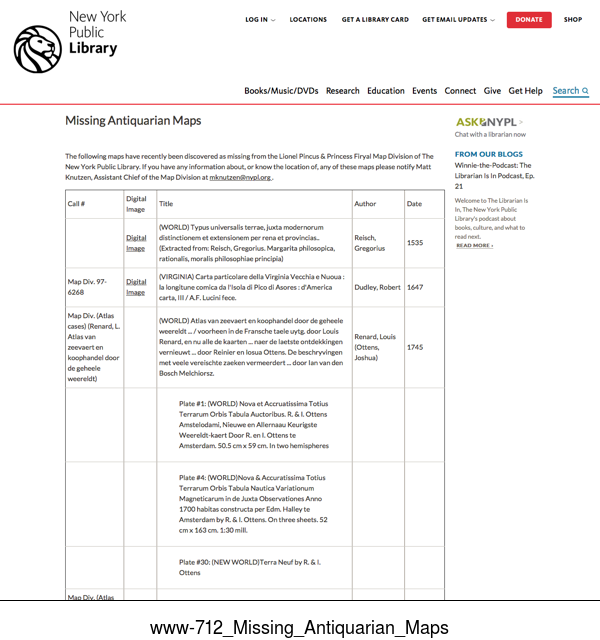 New York
Public
Library
LOG IN
LOCATIONS
GET A LIBRARY CARD
GET EMAIL UPDATES
DONATE
SHOP
Books/Music/DVDs Research Education Events Connect Give Get Help Search
Missing Antiquarian Maps
The following maps have recently been discovered as missing from the Lionel Pincus & Princess Firyal Map Division of The
New York Public Library. If you have any information about, or know the location of, any of these maps please notify Matt
Knutzen, Assistant Chief of the Map Division at mknutzen@nypl.org .
Call #
Digital
Image
Title
Author
Date
Digital
Image
(WORLD) Typus universalis terrae, juxta modernorum
distinctionem et extensionem per rena et provincias..
(Extracted from: Reisch, Gregorius. Margarita philosopica,
rationalis, moralis philosophiae principia)
Reisch,
Gregorius
1535
Map Div. 97-
6268
Digital
Image
(VIRGINIA) Carta particolare della Virginia Vecchia e Nuoua :
la longitune comica da l'Isola di Pico di Asores : d'America
carta, III / A.F. Lucini fece.
Dudley, Robert
1647
Map Div. (Atlas
cases) (Renard, L.
Atlas van
zeevaert en
koophandel door
de geheele
weereldt)
(WORLD) Atlas van zeevaert en koophandel door de geheele
weereldt ... / voorheen in de Fransche taele uytg. door Louis
Renard, en nu alle de kaarten ... naer de laetste ontdekkingen
vernieuwt ... door Reinier en Iosua Ottens. De beschryvingen
met veele vereischte zaeken vermeerdert ... door Ian van den
Bosch Melchiorsz.
Renard, Louis
(Ottens,
Joshua)
1745
Plate #1: (WORLD) Nova et Accruatissima Totius
Terrarum Orbis Tabula Auctoribus. R. & I. Ottens
Amstelodami, Nieuwe en Allernaau Keurigste
Weereldt-kaert Door R. en I. Ottens te
Amsterdam. 50.5 cm x 59 cm. In two hemispheres
Plate #4: (WORLD)Nova & Accuratissima Totius
Terrarum Orbis Tabula Nautica Variationum
Magneticarum in de Juxta Observationes Anno
1700 habitas constructa per Edm. Halley te
Amsterdam by R. & I. Ottens. On three sheets. 52
cm x 163 cm. 1:30 mill.
Plate #30: (NEW WORLD)Terra Neuf by R. & I.
Ottens
Map Div. (Atlas
ASK NYPL >
Chat with a librarian now
FROM OUR BLOGS
Winnie-the-Podcast: The
Librarian Is In Podcast, Ep.
21
Welcome to The Librarian Is
In, The New York Public
Library's podcast about
books, culture, and what to
read next.
READ MORE ›
www-712_Missing_Antiquarian_Maps